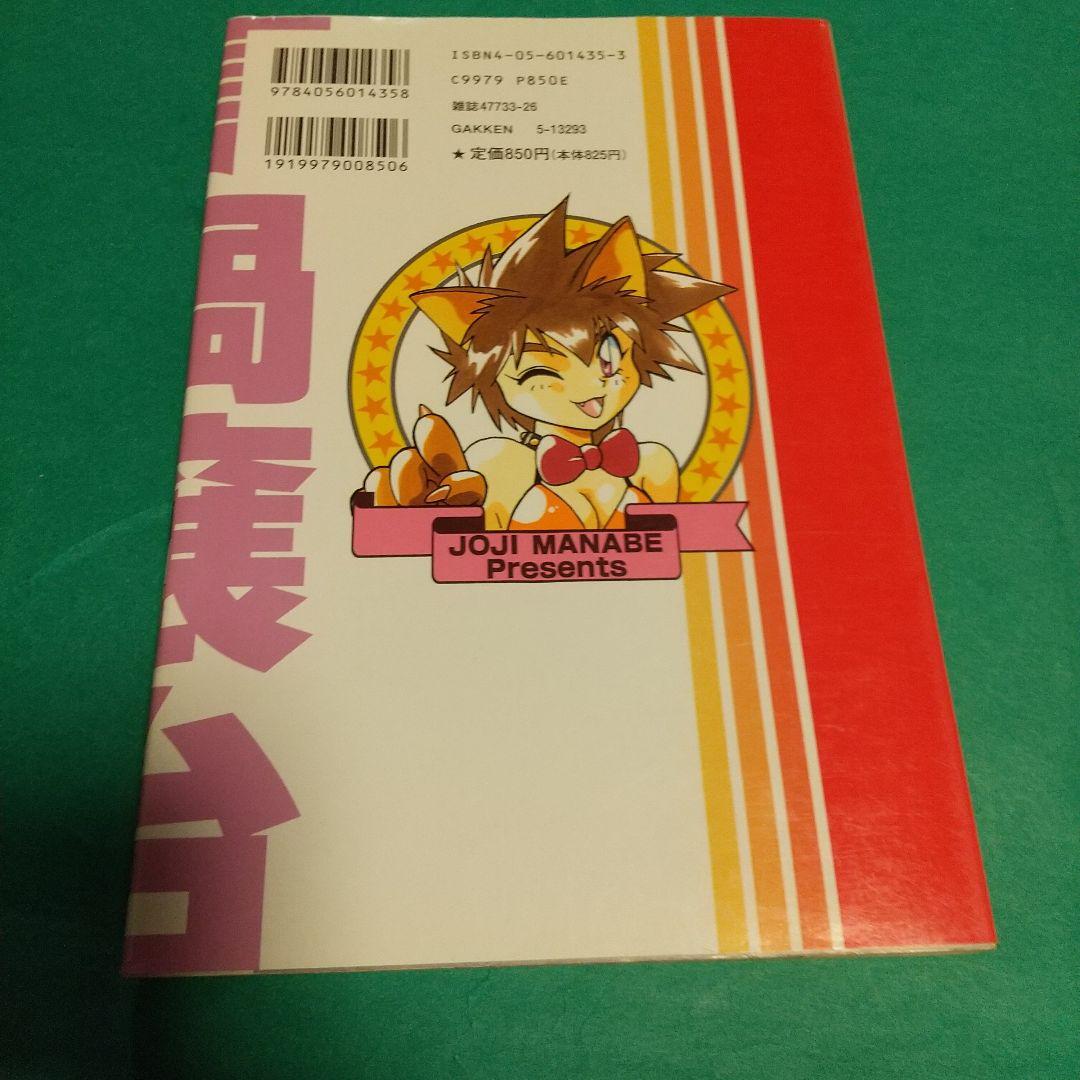 ISBN4-05-601435-3
C9979 P850E
雑誌47733-26
GAKKEN 5-13293
★定価850円(本体825円)
9784056014358
1919979008506
JOJI MANABE
Presents